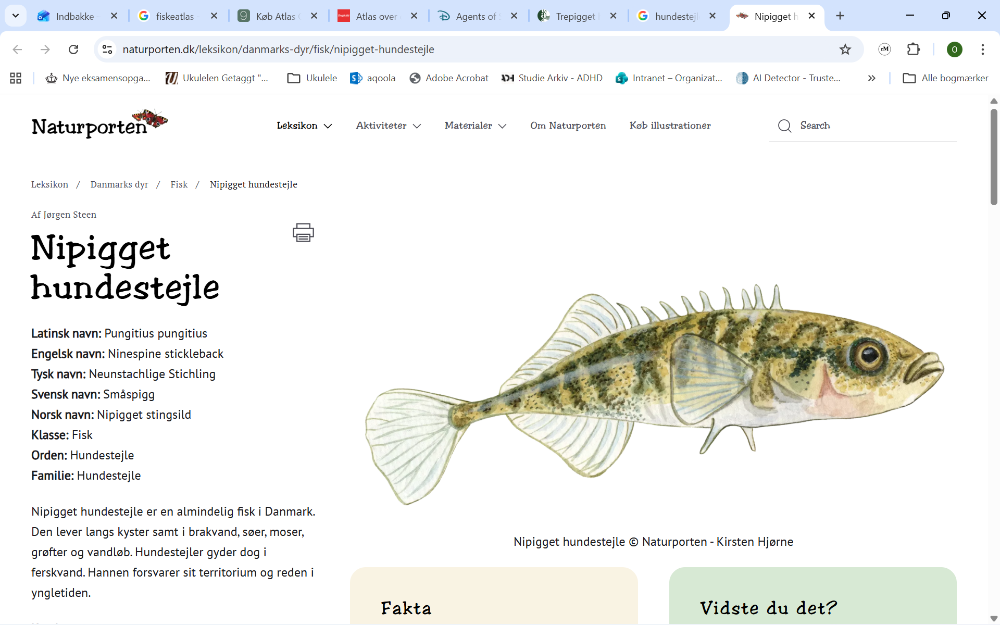 Indbakke –
fiskeatlas -
Køb Atlas
Atlas over
Agents of S
Trepigget
hundestejl
Nipigget h
naturporten.dk/leksikon/danmarks-dyr/fisk/nipigget-hundestejle
rM
O
Nye eksamensopga...
Ukulelen Getaggt "...
Ukulele
aqoola
Adobe Acrobat
Studie Arkiv - ADHD
Intranet – Organizat...
AI Detector - Truste...
Alle bogmærker
Naturporten
Leksikon
Aktiviteter
Materialer
Om Naturporten
Køb illustrationer
Search
Leksikon / Danmarks dyr / Fisk / Nipigget hundestejle
Af Jørgen Steen
Nipigget
hundestejle
Latinsk navn: Pungitius pungitius
Engelsk navn: Ninespine stickleback
Tysk navn: Neunstachlige Stichling
Svensk navn: Småspigg
Norsk navn: Nipigget stingsild
Klasse: Fisk
Orden: Hundestejle
Familie: Hundestejle
Nipigget hundestejle er en almindelig fisk i Danmark.
Den lever langs kyster samt i brakvand, søer, moser,
grøfter og vandløb. Hundestejler gyder dog i
ferskvand. Hannen forsvarer sit territorium og reden i
yngletiden.
Nipigget hundestejle © Naturporten - Kirsten Hjørne
Fakta
Vidste du det?